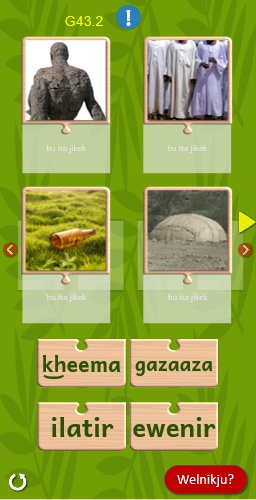 G43.2
!
bu ita jikek
bu ita jikek
bu ita jikek
bu ita jikek
kheema
gazaaza
ilatir
ewenir
Welnikju?